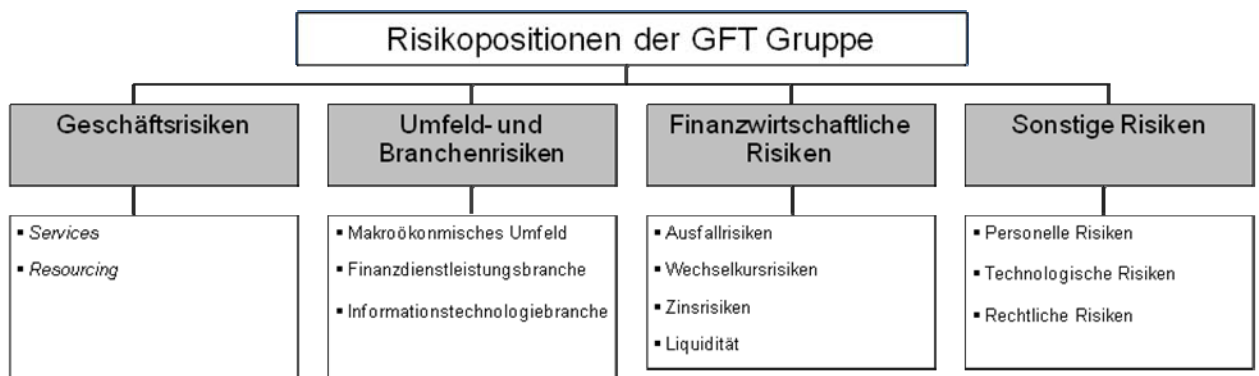 Risikopositionen der GFT Gruppe
Geschäftsrisiken
▪ Services
▪ Resourcing
Umfeld- und
Branchenrisiken
▪ Makroökonmisches Umfeld
▪ Finanzdienstleistungsbranche
▪ Informationstechnologiebranche
Finanzwirtschaftliche
Risiken
▪ Ausfallrisiken
▪ Wechselkursrisiken
▪ Zinsrisiken
▪ Liquidität
Sonstige Risiken
▪ Personelle Risiken
▪ Technologische Risiken
▪ Rechtliche Risiken